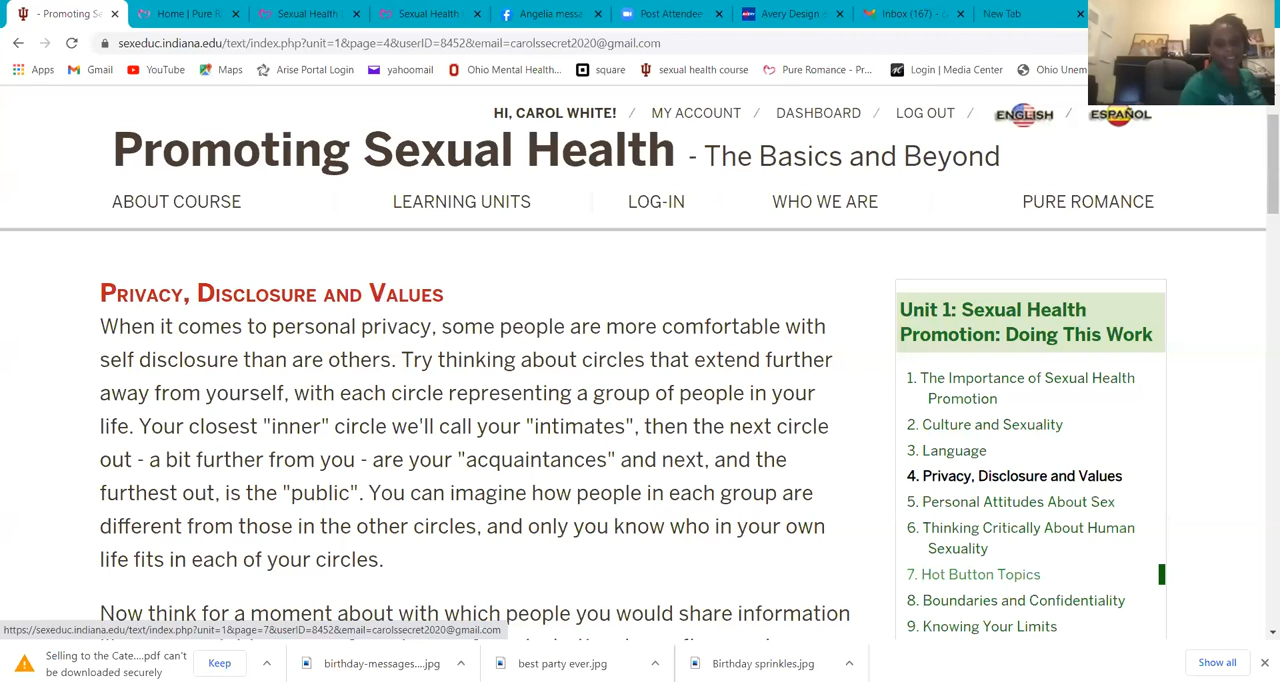 - Promoting Se
Home | Pure R
Sexual Health
Sexual Health
Angelia messa
Post Attendee
Avery Design
Inbox (167) - c
New Tab
sexeduc.indiana.edu/text/index.php?unit=1&page=4&userID=8452&email=carolssecret2020@gmail.com
Apps Gmail YouTube Maps Arise Portal Login yahoomail Ohio Mental Health... square sexual health course Pure Romance - Pr... Login | Media Center Ohio Unem
HI, CAROL WHITE! / MY ACCOUNT / DASHBOARD / LOG OUT / ENGLISH / ESPAÑOL
Promoting Sexual Health - The Basics and Beyond
ABOUT COURSE LEARNING UNITS LOG-IN WHO WE ARE PURE ROMANCE
PRIVACY, DISCLOSURE AND VALUES
When it comes to personal privacy, some people are more comfortable with
self disclosure than are others. Try thinking about circles that extend further
away from yourself, with each circle representing a group of people in your
life. Your closest "inner" circle we'll call your "intimates", then the next circle
out - a bit further from you - are your "acquaintances" and next, and the
furthest out, is the "public". You can imagine how people in each group are
different from those in the other circles, and only you know who in your own
life fits in each of your circles.
Now think for a moment about with which people you would share information
Unit 1: Sexual Health
Promotion: Doing This Work
1. The Importance of Sexual Health
Promotion
2. Culture and Sexuality
3. Language
4. Privacy, Disclosure and Values
5. Personal Attitudes About Sex
6. Thinking Critically About Human
Sexuality
7. Hot Button Topics
8. Boundaries and Confidentiality
9. Knowing Your Limits
https://sexeduc.indiana.edu/text/index.php?unit=1&page=7&userID=8452&email=carolssecret2020@gmail.com
Selling to the Cate....pdf can't
be downloaded securely
Keep
birthday-messages....jpg
best party ever.jpg
Birthday sprinkles.jpg
Show all